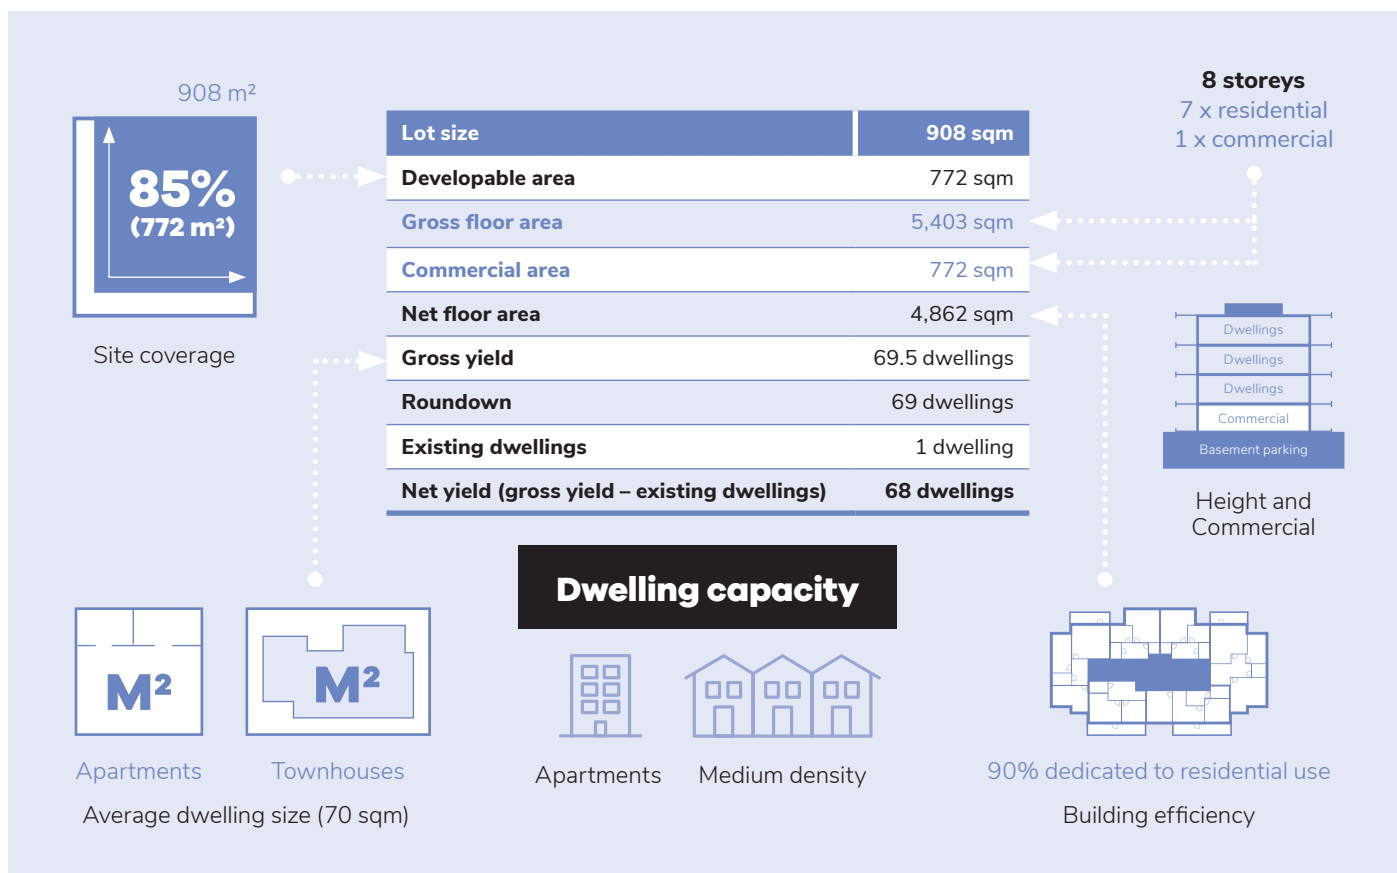 908 m²
85%
(772 m²)
Site coverage
Lot size 908 sqm
Developable area 772 sqm
Gross floor area 5,403 sqm
Commercial area 772 sqm
Net floor area 4,862 sqm
Gross yield 69.5 dwellings
Roundown 69 dwellings
Existing dwellings 1 dwelling
Net yield (gross yield – existing dwellings) 68 dwellings
8 storeys
7 x residential
1 x commercial
Dwellings
Dwellings
Dwellings
Commercial
Basement parking
Height and
Commercial
Dwelling capacity
M²
M²
Apartments
Townhouses
Average dwelling size (70 sqm)
Apartments
Medium density
90% dedicated to residential use
Building efficiency